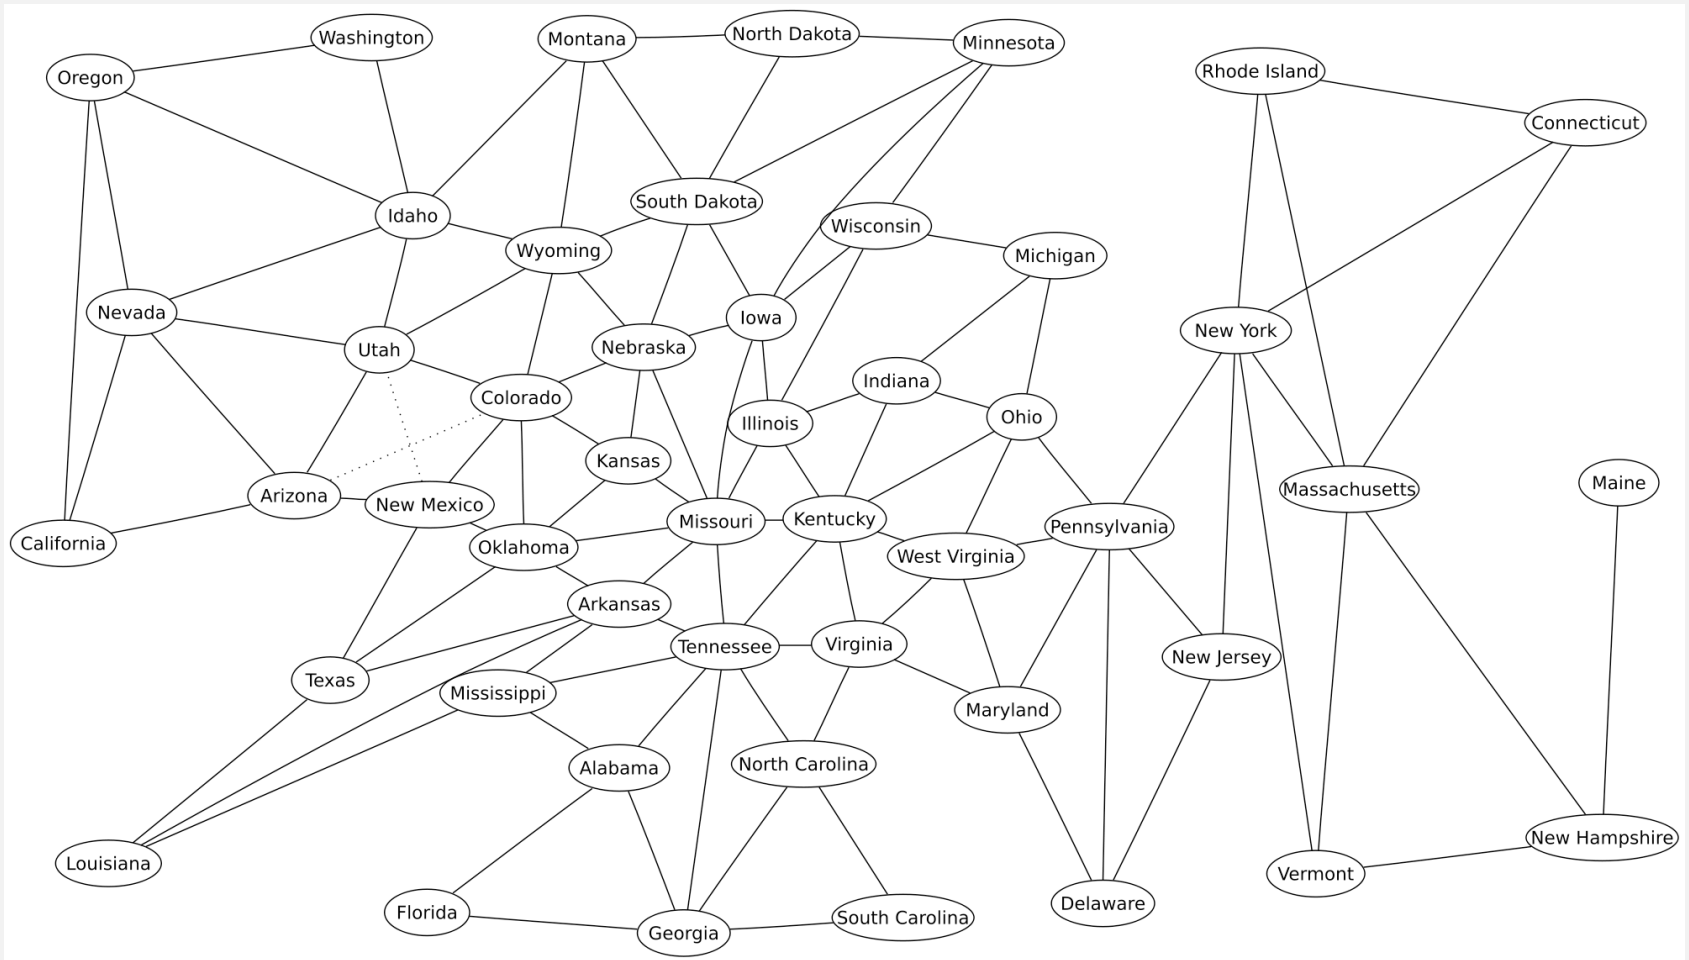 Washington
Montana
North Dakota
Minnesota
Oregon
Rhode Island
Connecticut
South Dakota
Idaho
Wisconsin
Wyoming
Michigan
Nevada
Iowa
New York
Utah
Nebraska
Indiana
Colorado
Ohio
Illinois
Kansas
Arizona
New Mexico
Massachusetts
Maine
Missouri
Kentucky
Pennsylvania
California
Oklahoma
West Virginia
Arkansas
Tennessee
Virginia
New Jersey
Texas
Mississippi
Maryland
Alabama
North Carolina
Louisiana
New Hampshire
Vermont
Florida
Georgia
South Carolina
Delaware